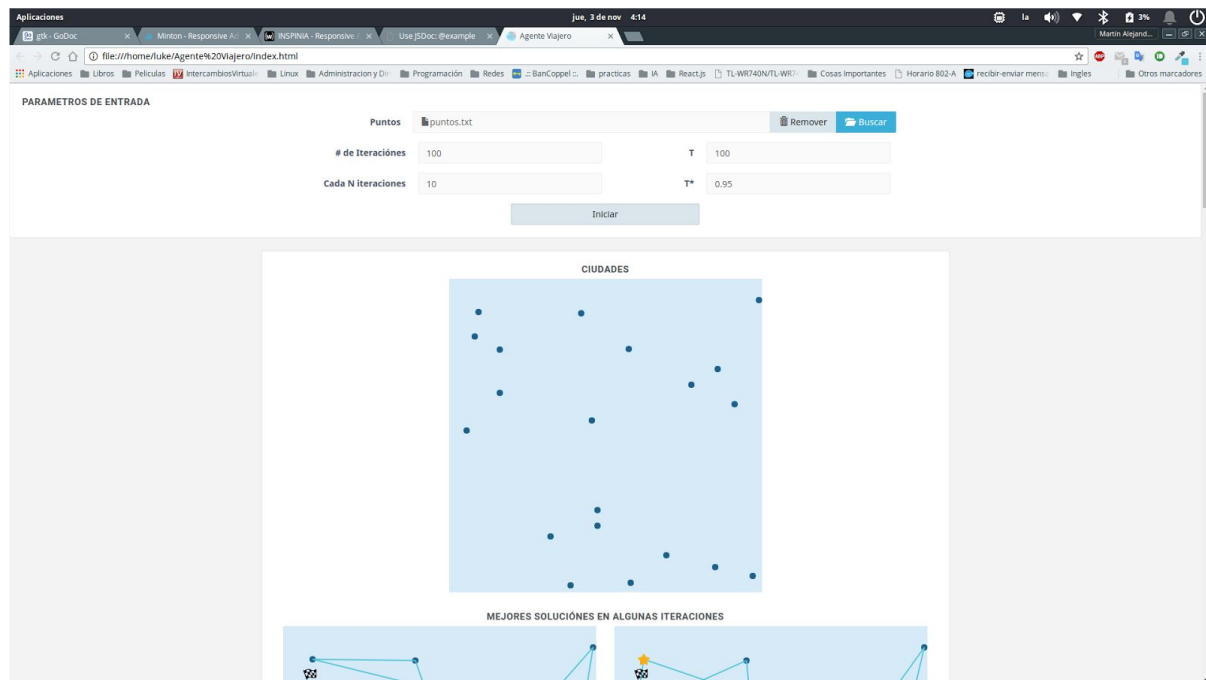 Aplicaciones jue, 3 de nov 4:14 la 3%
gtk - GoDoc Minton - Responsive Ad INSPINIA - Responsive Use JSDoc: @example Agente Viajero Martín Alejand...
file:///home/luke/Agente%20Viajero/index.html
Aplicaciones Libros Peliculas IntercambiosVirtuale Linux Administracion y Dir Programación Redes .:: BanCoppel ::. practicas IA React.js TL-WR740N/TL-WR7 Cosas Importantes Horario 802-A recibir-enviar mensa Ingles Otros marcadores
PARAMETROS DE ENTRADA
Puntos puntos.txt Remover Buscar
# de Iteraciónes 100 T 100
Cada N iteraciones 10 T* 0.95
Iniciar
CIUDADES
MEJORES SOLUCIÓNES EN ALGUNAS ITERACIONES